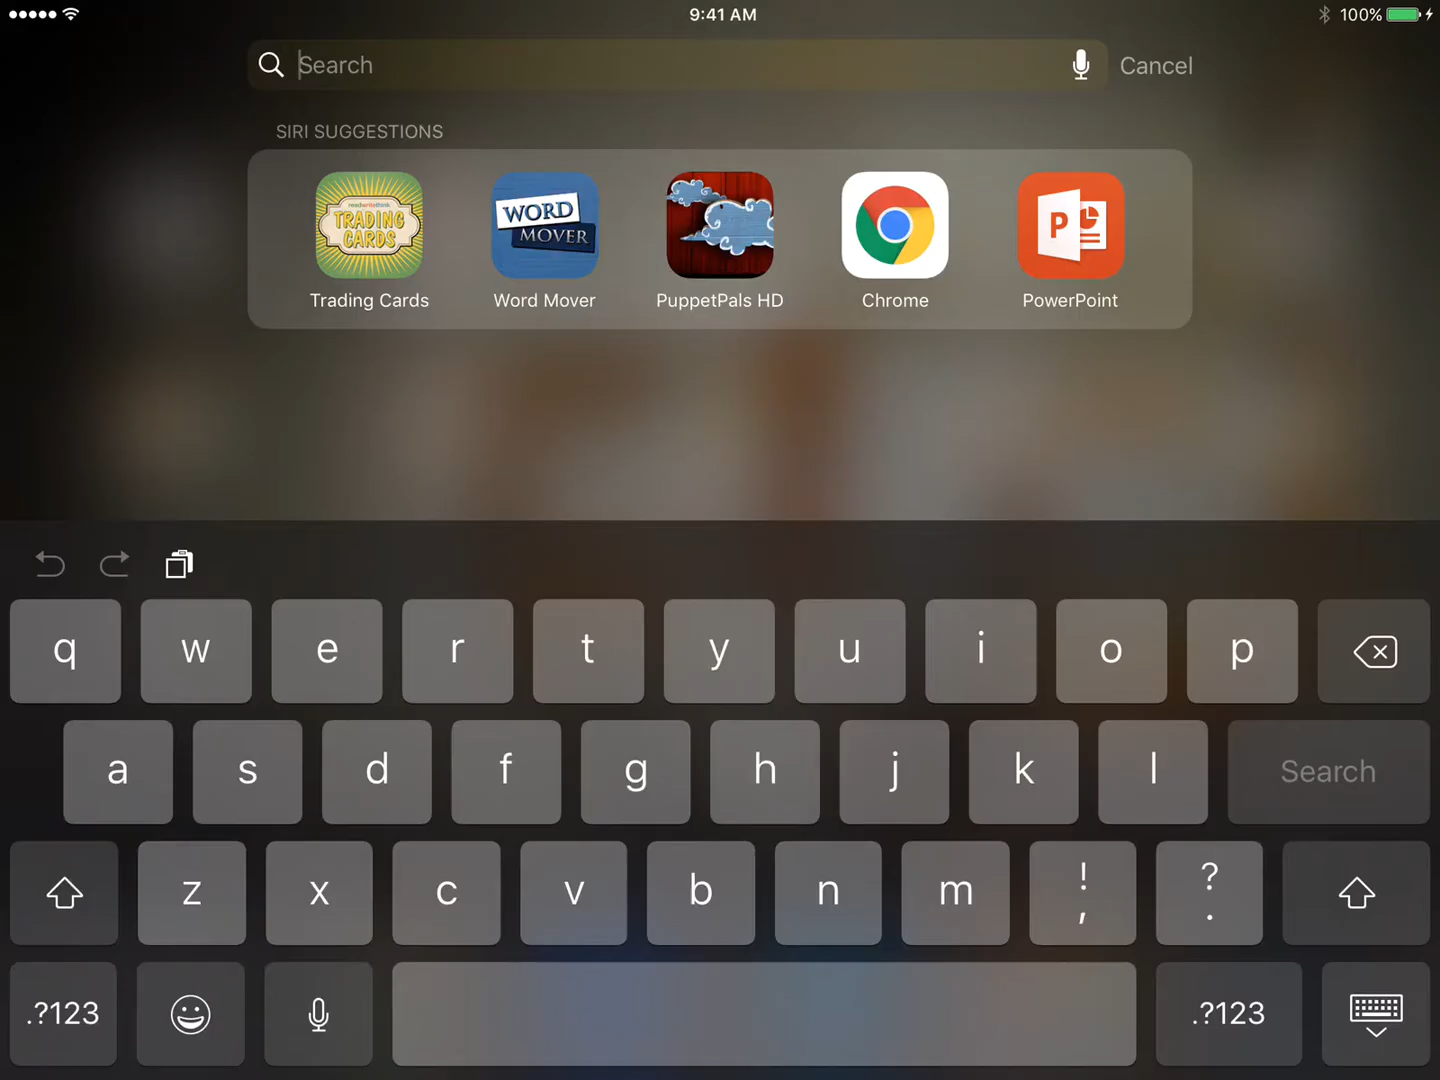 9:41 AM
100%
Search
Cancel
SIRI SUGGESTIONS
readwritethink
TRADING
CARDS
WORD
MOVER
P
Trading Cards
Word Mover
PuppetPals HD
Chrome
PowerPoint
q w e r t y u i o p
a s d f g h j k l Search
z x c v b n m ! , ? .
.?123
.?123